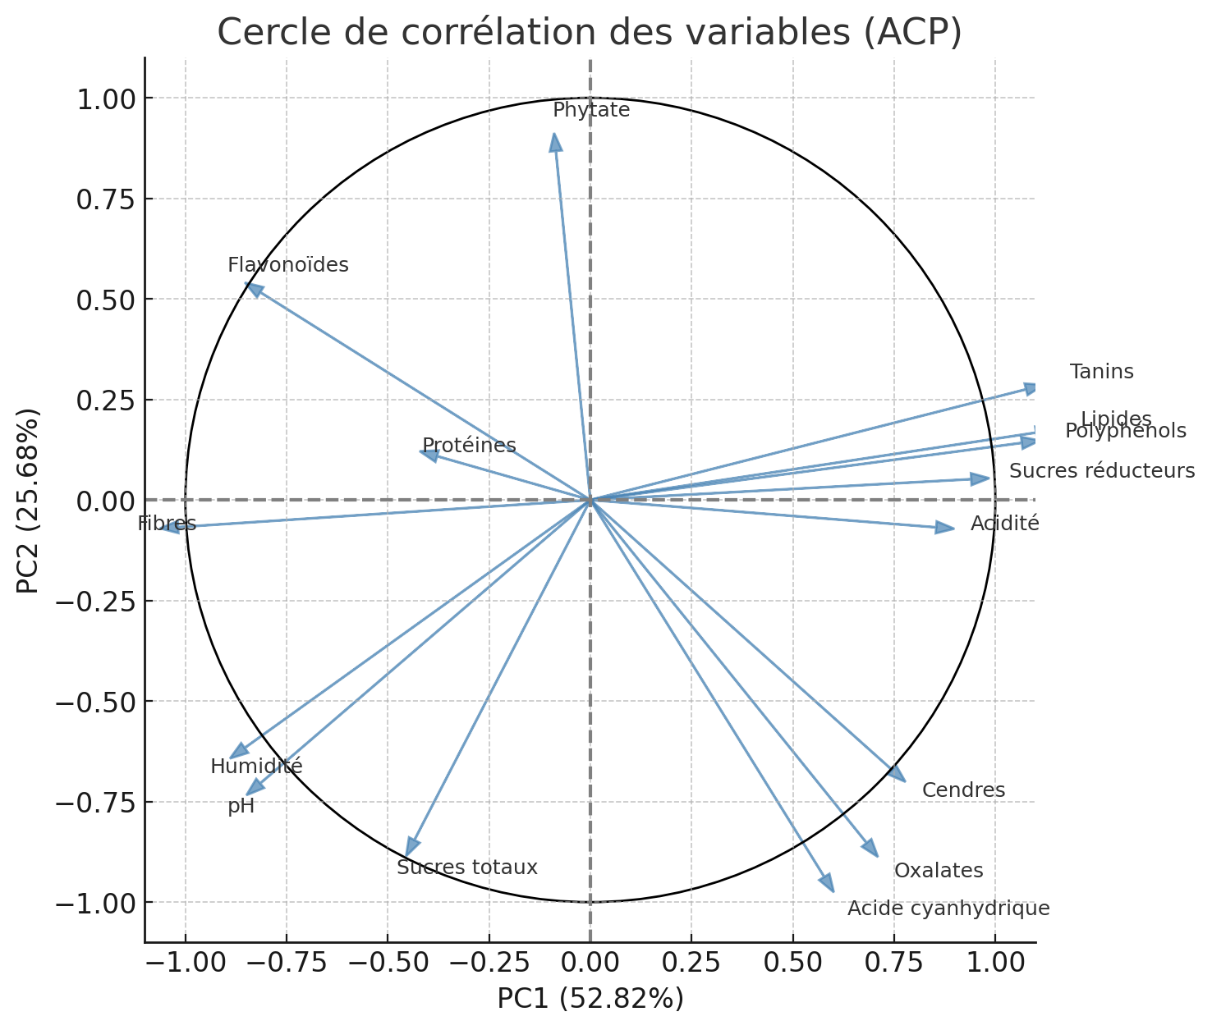 Cercle de corrélation des variables (ACP)
1.00
0.75
0.50
0.25
0.00
−0.25
−0.50
−0.75
−1.00
PC2 (25.68%)
Phytate
Flavonoïdes
Tanins
Lipides
Polyphénols
Protéines
Sucres réducteurs
Fibres
Acidité
Humidité
pH
Cendres
Sucres totaux
Oxalates
Acide cyanhydrique
−1.00 −0.75 −0.50 −0.25 0.00 0.25 0.50 0.75 1.00
PC1 (52.82%)